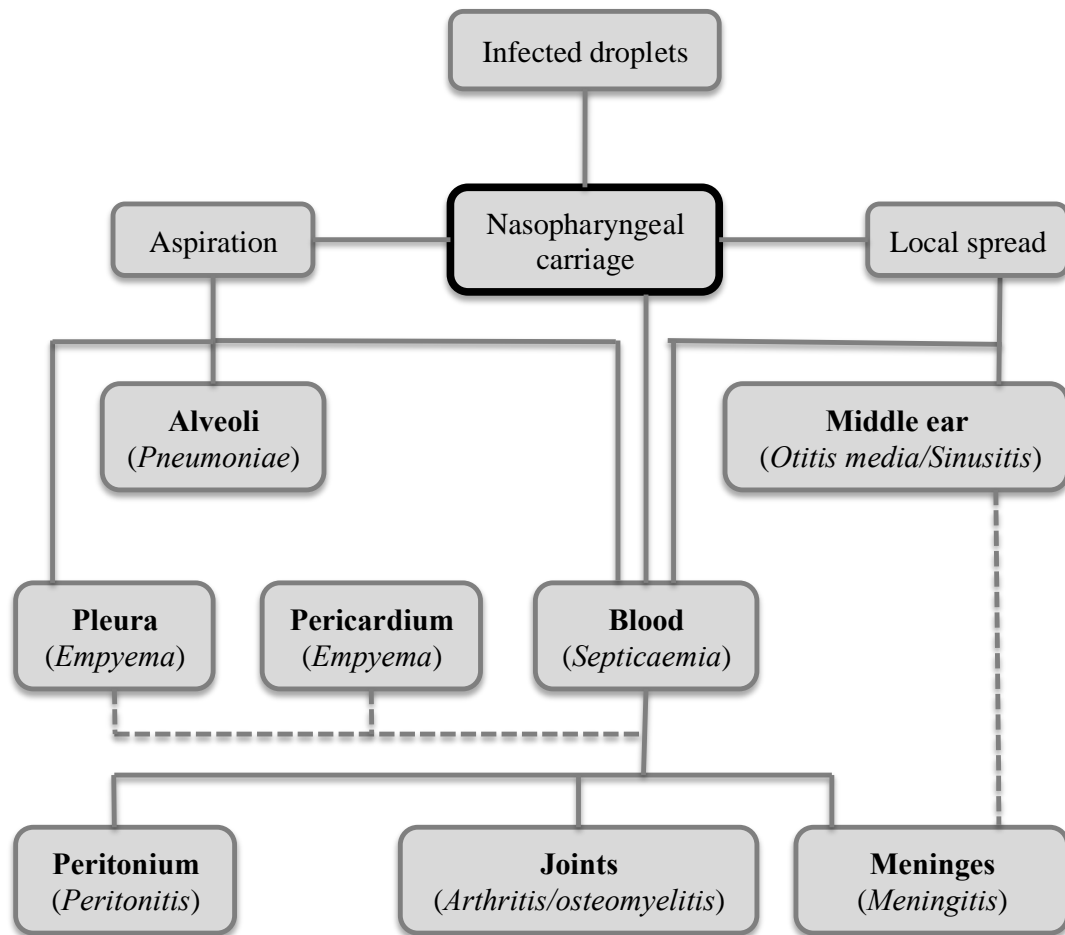 Infected droplets
Aspiration
Nasopharyngeal
carriage
Local spread
Alveoli
(Pneumoniae)
Middle ear
(Otitis media/Sinusitis)
Pleura
(Empyema)
Pericardium
(Empyema)
Blood
(Septicaemia)
Peritonium
(Peritonitis)
Joints
(Arthritis/osteomyelitis)
Meninges
(Meningitis)